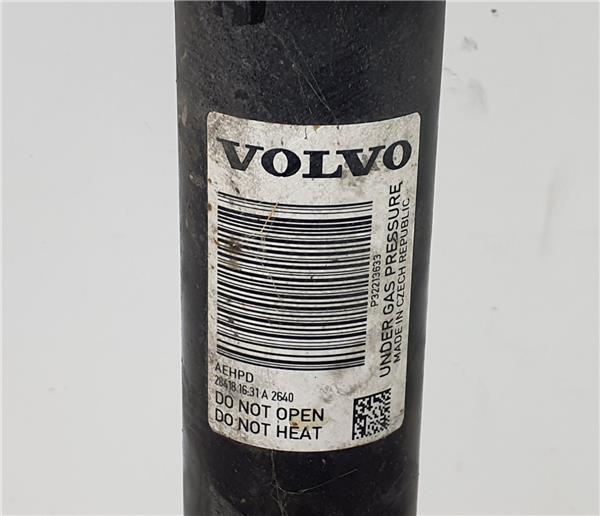 VOLVO
P32213633
UNDER GAS PRESSURE
MADE IN CZECH REPUBLIC
AEHPD
28418 16:31 A 2640
DO NOT OPEN
DO NOT HEAT